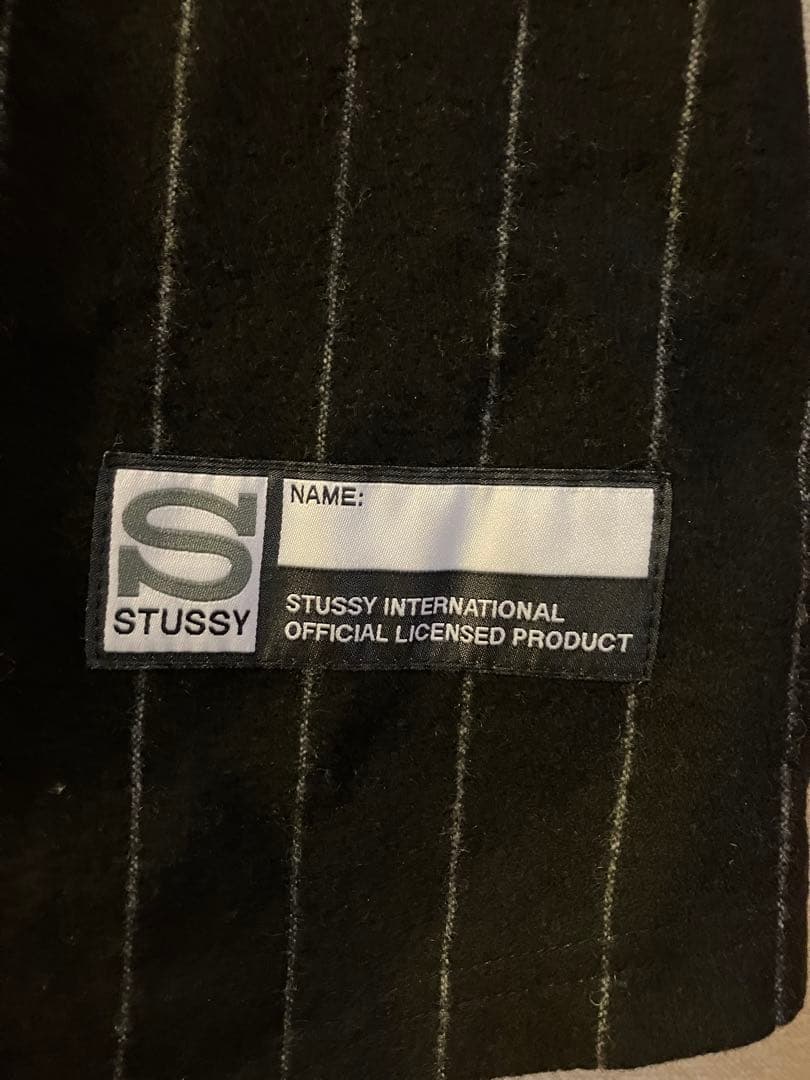 S
STUSSY
NAME:
STUSSY INTERNATIONAL
OFFICIAL LICENSED PRODUCT